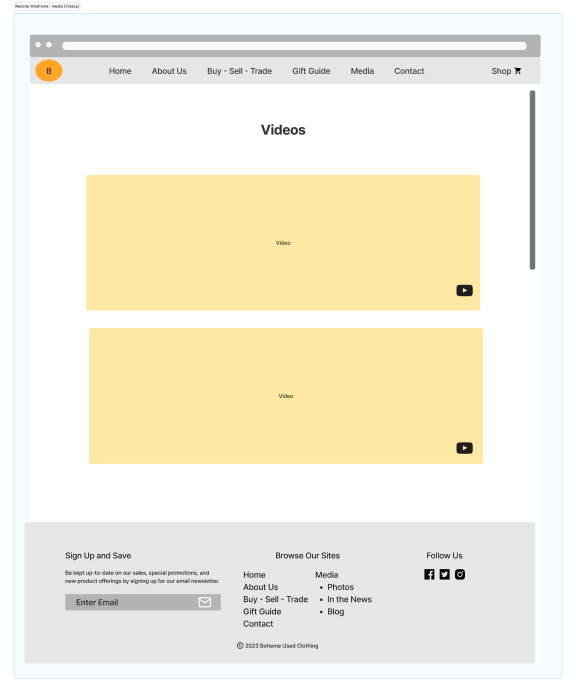 Website Wireframe - Media (Videos)
B
Home About Us Buy - Sell - Trade Gift Guide Media Contact Shop
Videos
Video
Video
Sign Up and Save
Be kept up-to-date on our sales, special promotions, and
new product offerings by signing up for our email newsletter.
Enter Email
Browse Our Sites
Home
About Us
Buy - Sell - Trade
Gift Guide
Contact
Media
• Photos
• In the News
• Blog
Follow Us
© 2023 Boheme Used Clothing